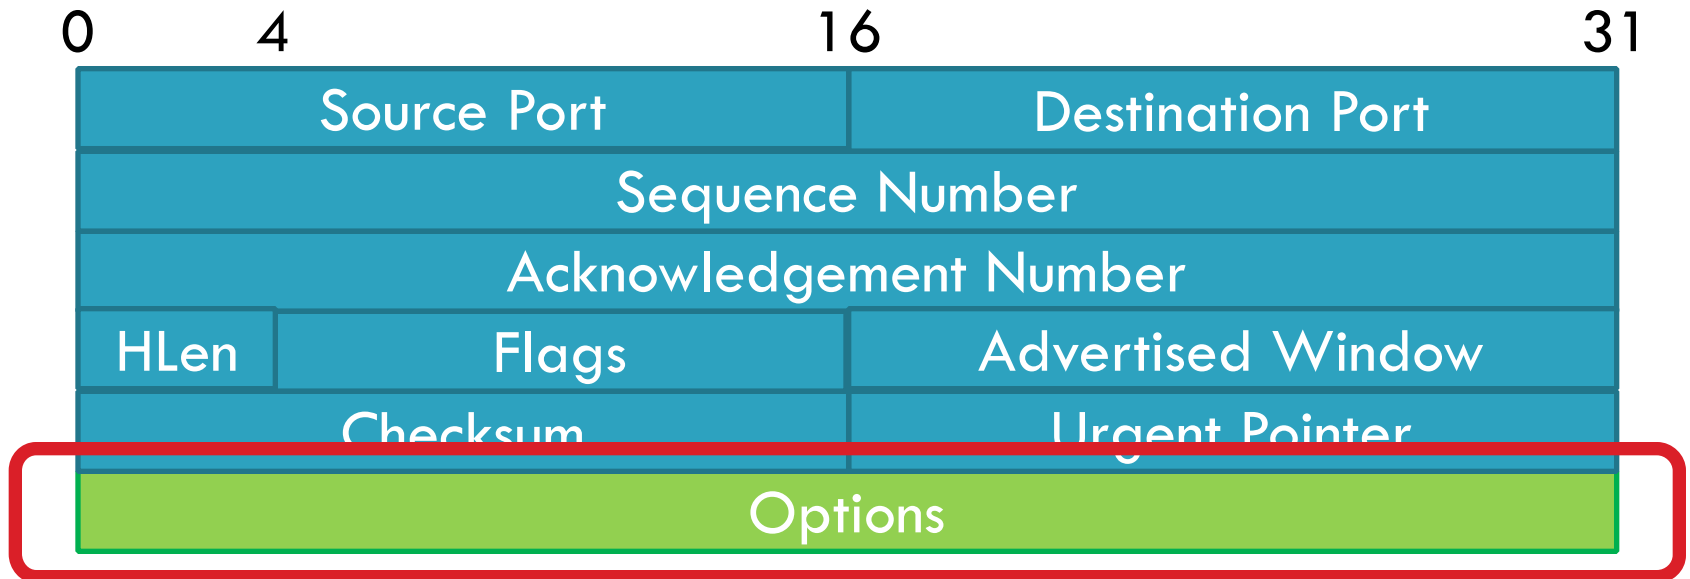 0 4 16 31
Source Port Destination Port
Sequence Number
Acknowledgement Number
HLen Flags Advertised Window
Checksum Urgent Pointer
Options